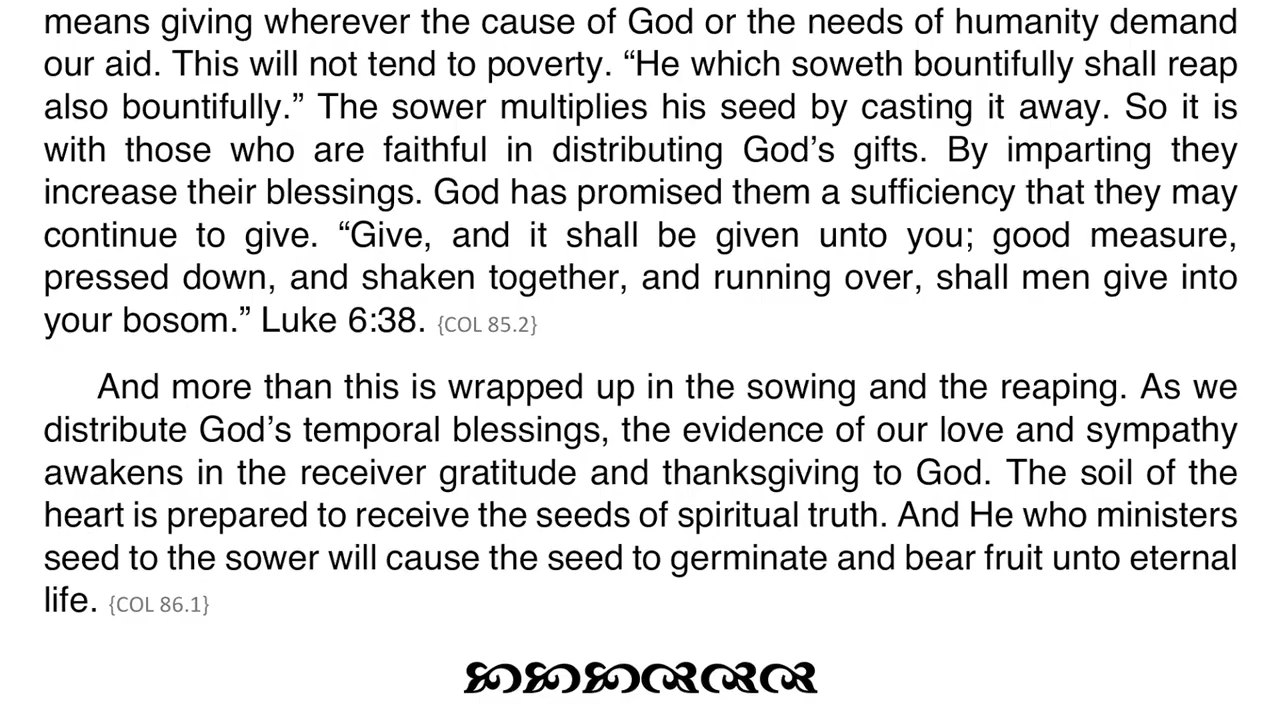 means giving wherever the cause of God or the needs of humanity demand
our aid. This will not tend to poverty. “He which soweth bountifully shall reap
also bountifully.” The sower multiplies his seed by casting it away. So it is
with those who are faithful in distributing God’s gifts. By imparting they
increase their blessings. God has promised them a sufficiency that they may
continue to give. “Give, and it shall be given unto you; good measure,
pressed down, and shaken together, and running over, shall men give into
your bosom.” Luke 6:38. {COL 85.2}
And more than this is wrapped up in the sowing and the reaping. As we
distribute God’s temporal blessings, the evidence of our love and sympathy
awakens in the receiver gratitude and thanksgiving to God. The soil of the
heart is prepared to receive the seeds of spiritual truth. And He who ministers
seed to the sower will cause the seed to germinate and bear fruit unto eternal
life. {COL 86.1}